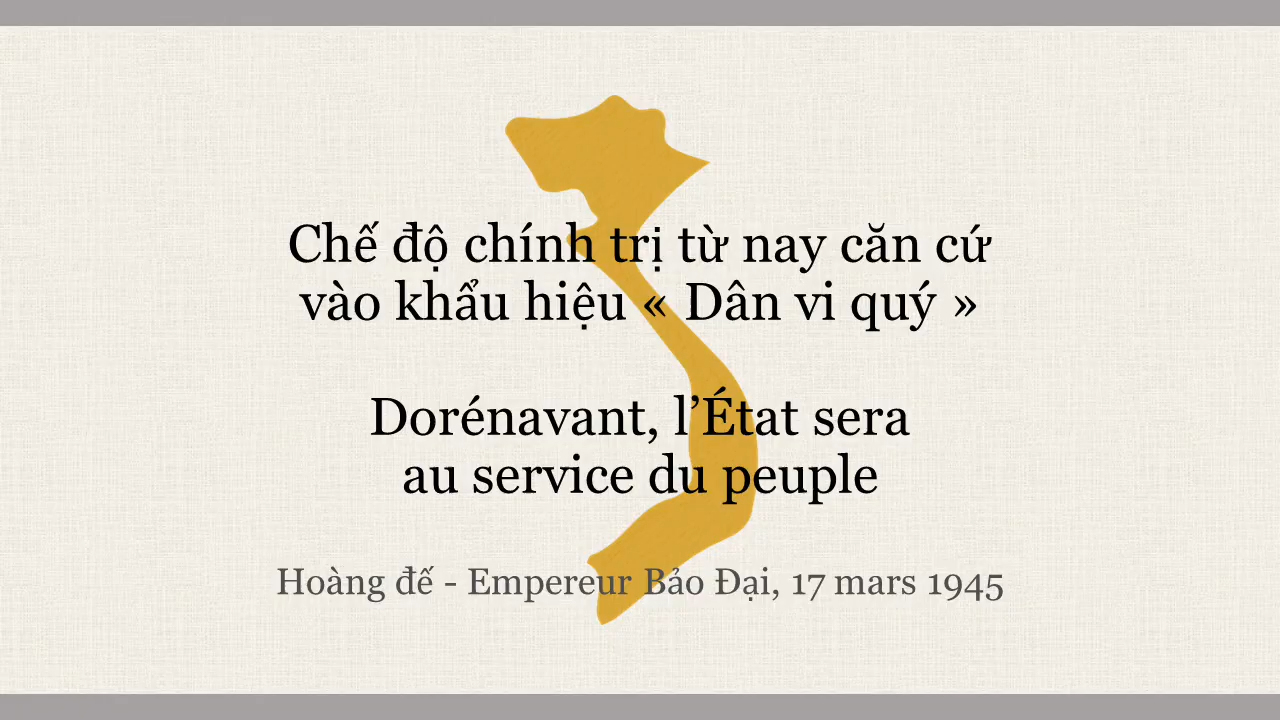 Chế độ chính trị từ nay căn cứ
vào khẩu hiệu « Dân vi quý »
Dorénavant, l’État sera
au service du peuple
Hoàng đế - Empereur Bảo Đại, 17 mars 1945